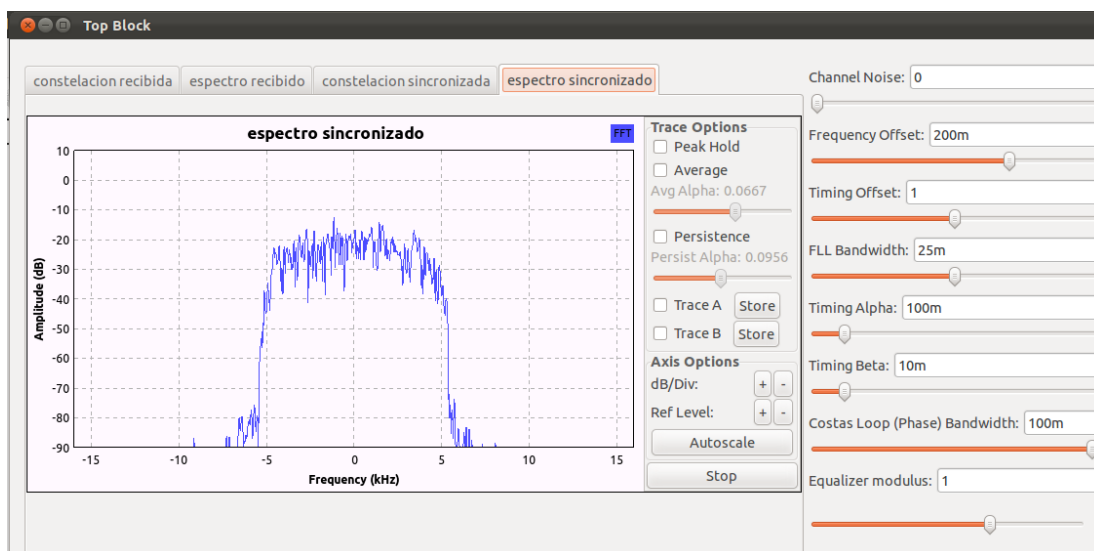 Top Block
constelacion recibida espectro recibido constelacion sincronizada espectro sincronizado
espectro sincronizado
FFT
Amplitude (dB)
10
0
-10
-20
-30
-40
-50
-60
-70
-80
-90
-15 -10 -5 0 5 10 15
Frequency (kHz)
Trace Options
Peak Hold
Average
Avg Alpha: 0.0667
Persistence
Persist Alpha: 0.0956
Trace A Store
Trace B Store
Axis Options
dB/Div: + -
Ref Level: + -
Autoscale
Stop
Channel Noise: 0
Frequency Offset: 200m
Timing Offset: 1
FLL Bandwidth: 25m
Timing Alpha: 100m
Timing Beta: 10m
Costas Loop (Phase) Bandwidth: 100m
Equalizer modulus: 1